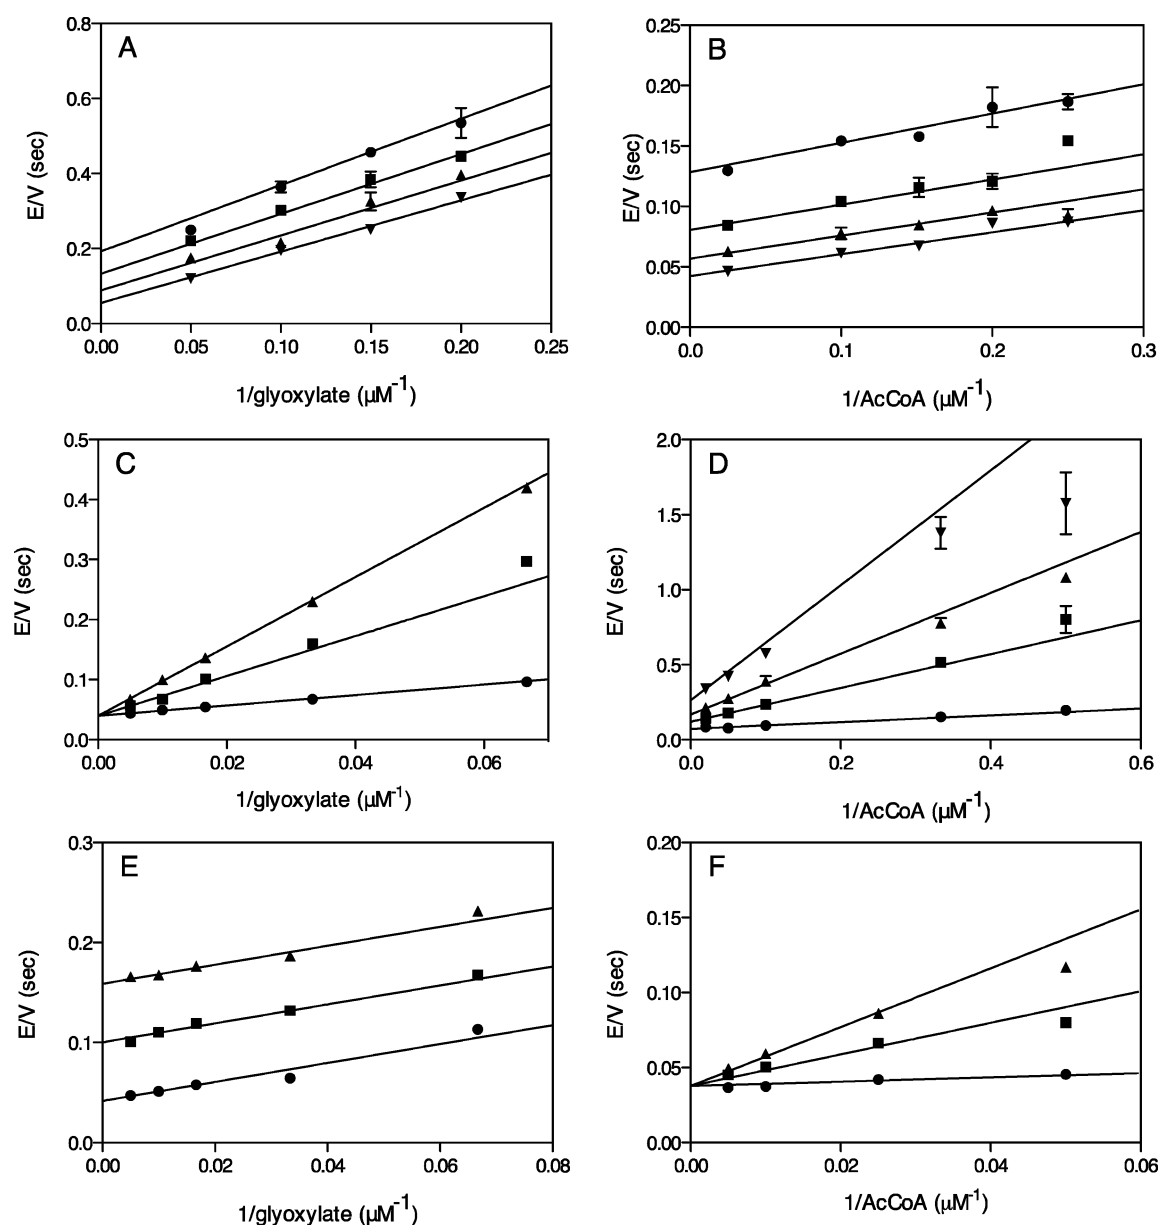 A
E/V (sec)
0.8
0.6
0.4
0.2
0.0
0.00 0.05 0.10 0.15 0.20 0.25
1/glyoxylate (µM-1)
B
E/V (sec)
0.25
0.20
0.15
0.10
0.05
0.00
0.0 0.1 0.2 0.3
1/AcCoA (µM-1)
C
E/V (sec)
0.5
0.4
0.3
0.2
0.1
0.0
0.00 0.02 0.04 0.06
1/glyoxylate (µM-1)
D
E/V (sec)
2.0
1.5
1.0
0.5
0.0
0.0 0.2 0.4 0.6
1/AcCoA (µM-1)
E
E/V (sec)
0.3
0.2
0.1
0.0
0.00 0.02 0.04 0.06 0.08
1/glyoxylate (µM-1)
F
E/V (sec)
0.20
0.15
0.10
0.05
0.00
0.00 0.02 0.04 0.06
1/AcCoA (µM-1)